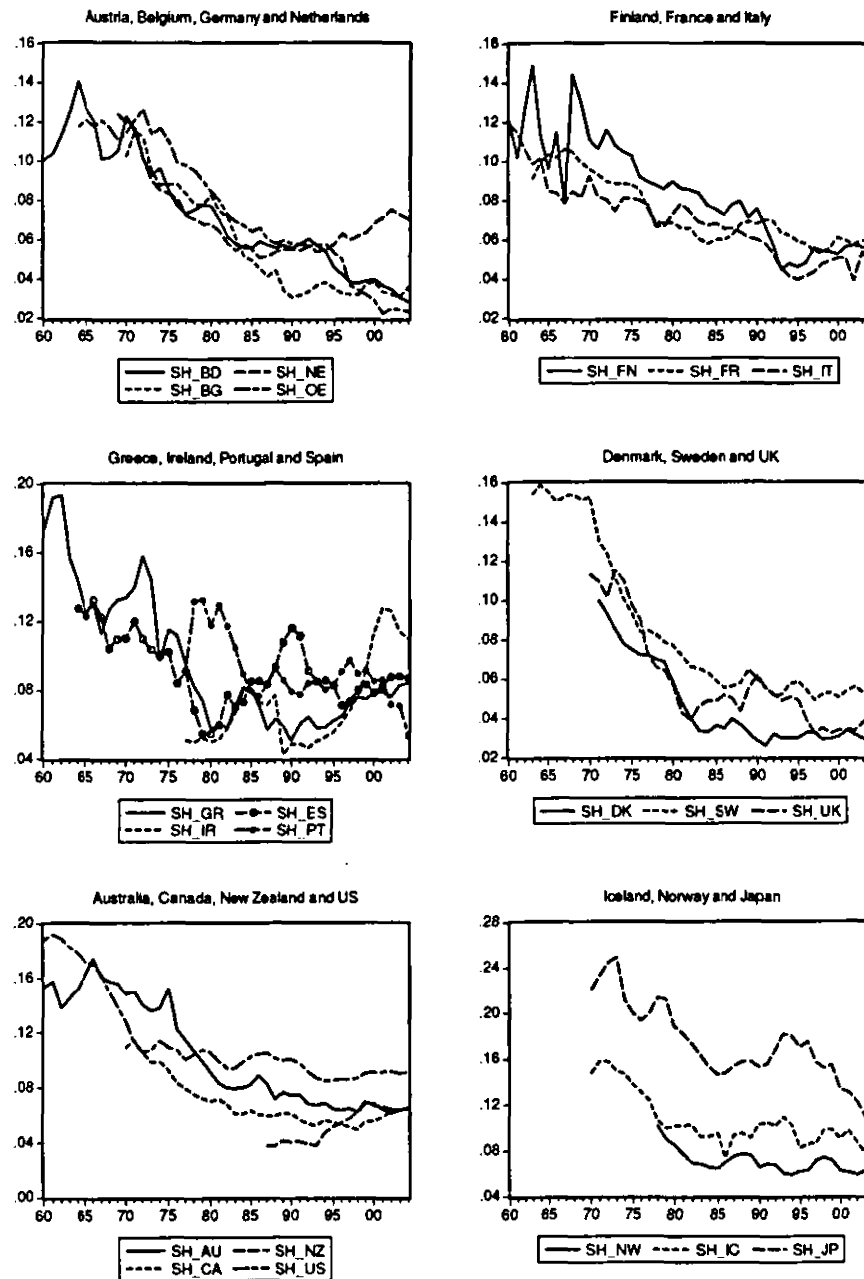 Austria, Belgium, Germany and Netherlands
.16
.14
.12
.10
.08
.06
.04
.02
60 65 70 75 80 85 90 95 00
SH_BD SH_NE
SH_BG SH_OE
Finland, France and Italy
.16
.14
.12
.10
.08
.06
.04
.02
60 65 70 75 80 85 90 95 00
SH_FN SH_FR SH_IT
Greece, Ireland, Portugal and Spain
.20
.16
.12
.08
.04
60 65 70 75 80 85 90 95 00
SH_GR SH_ES
SH_IR SH_PT
Denmark, Sweden and UK
.16
.14
.12
.10
.08
.06
.04
.02
60 65 70 75 80 85 90 95 00
SH_DK SH_SW SH_UK
Australia, Canada, New Zealand and US
.20
.16
.12
.08
.04
.00
60 65 70 75 80 85 90 95 00
SH_AU SH_NZ
SH_CA SH_US
Iceland, Norway and Japan
.28
.24
.20
.16
.12
.08
.04
60 65 70 75 80 85 90 95 00
SH_NW SH_IC SH_JP